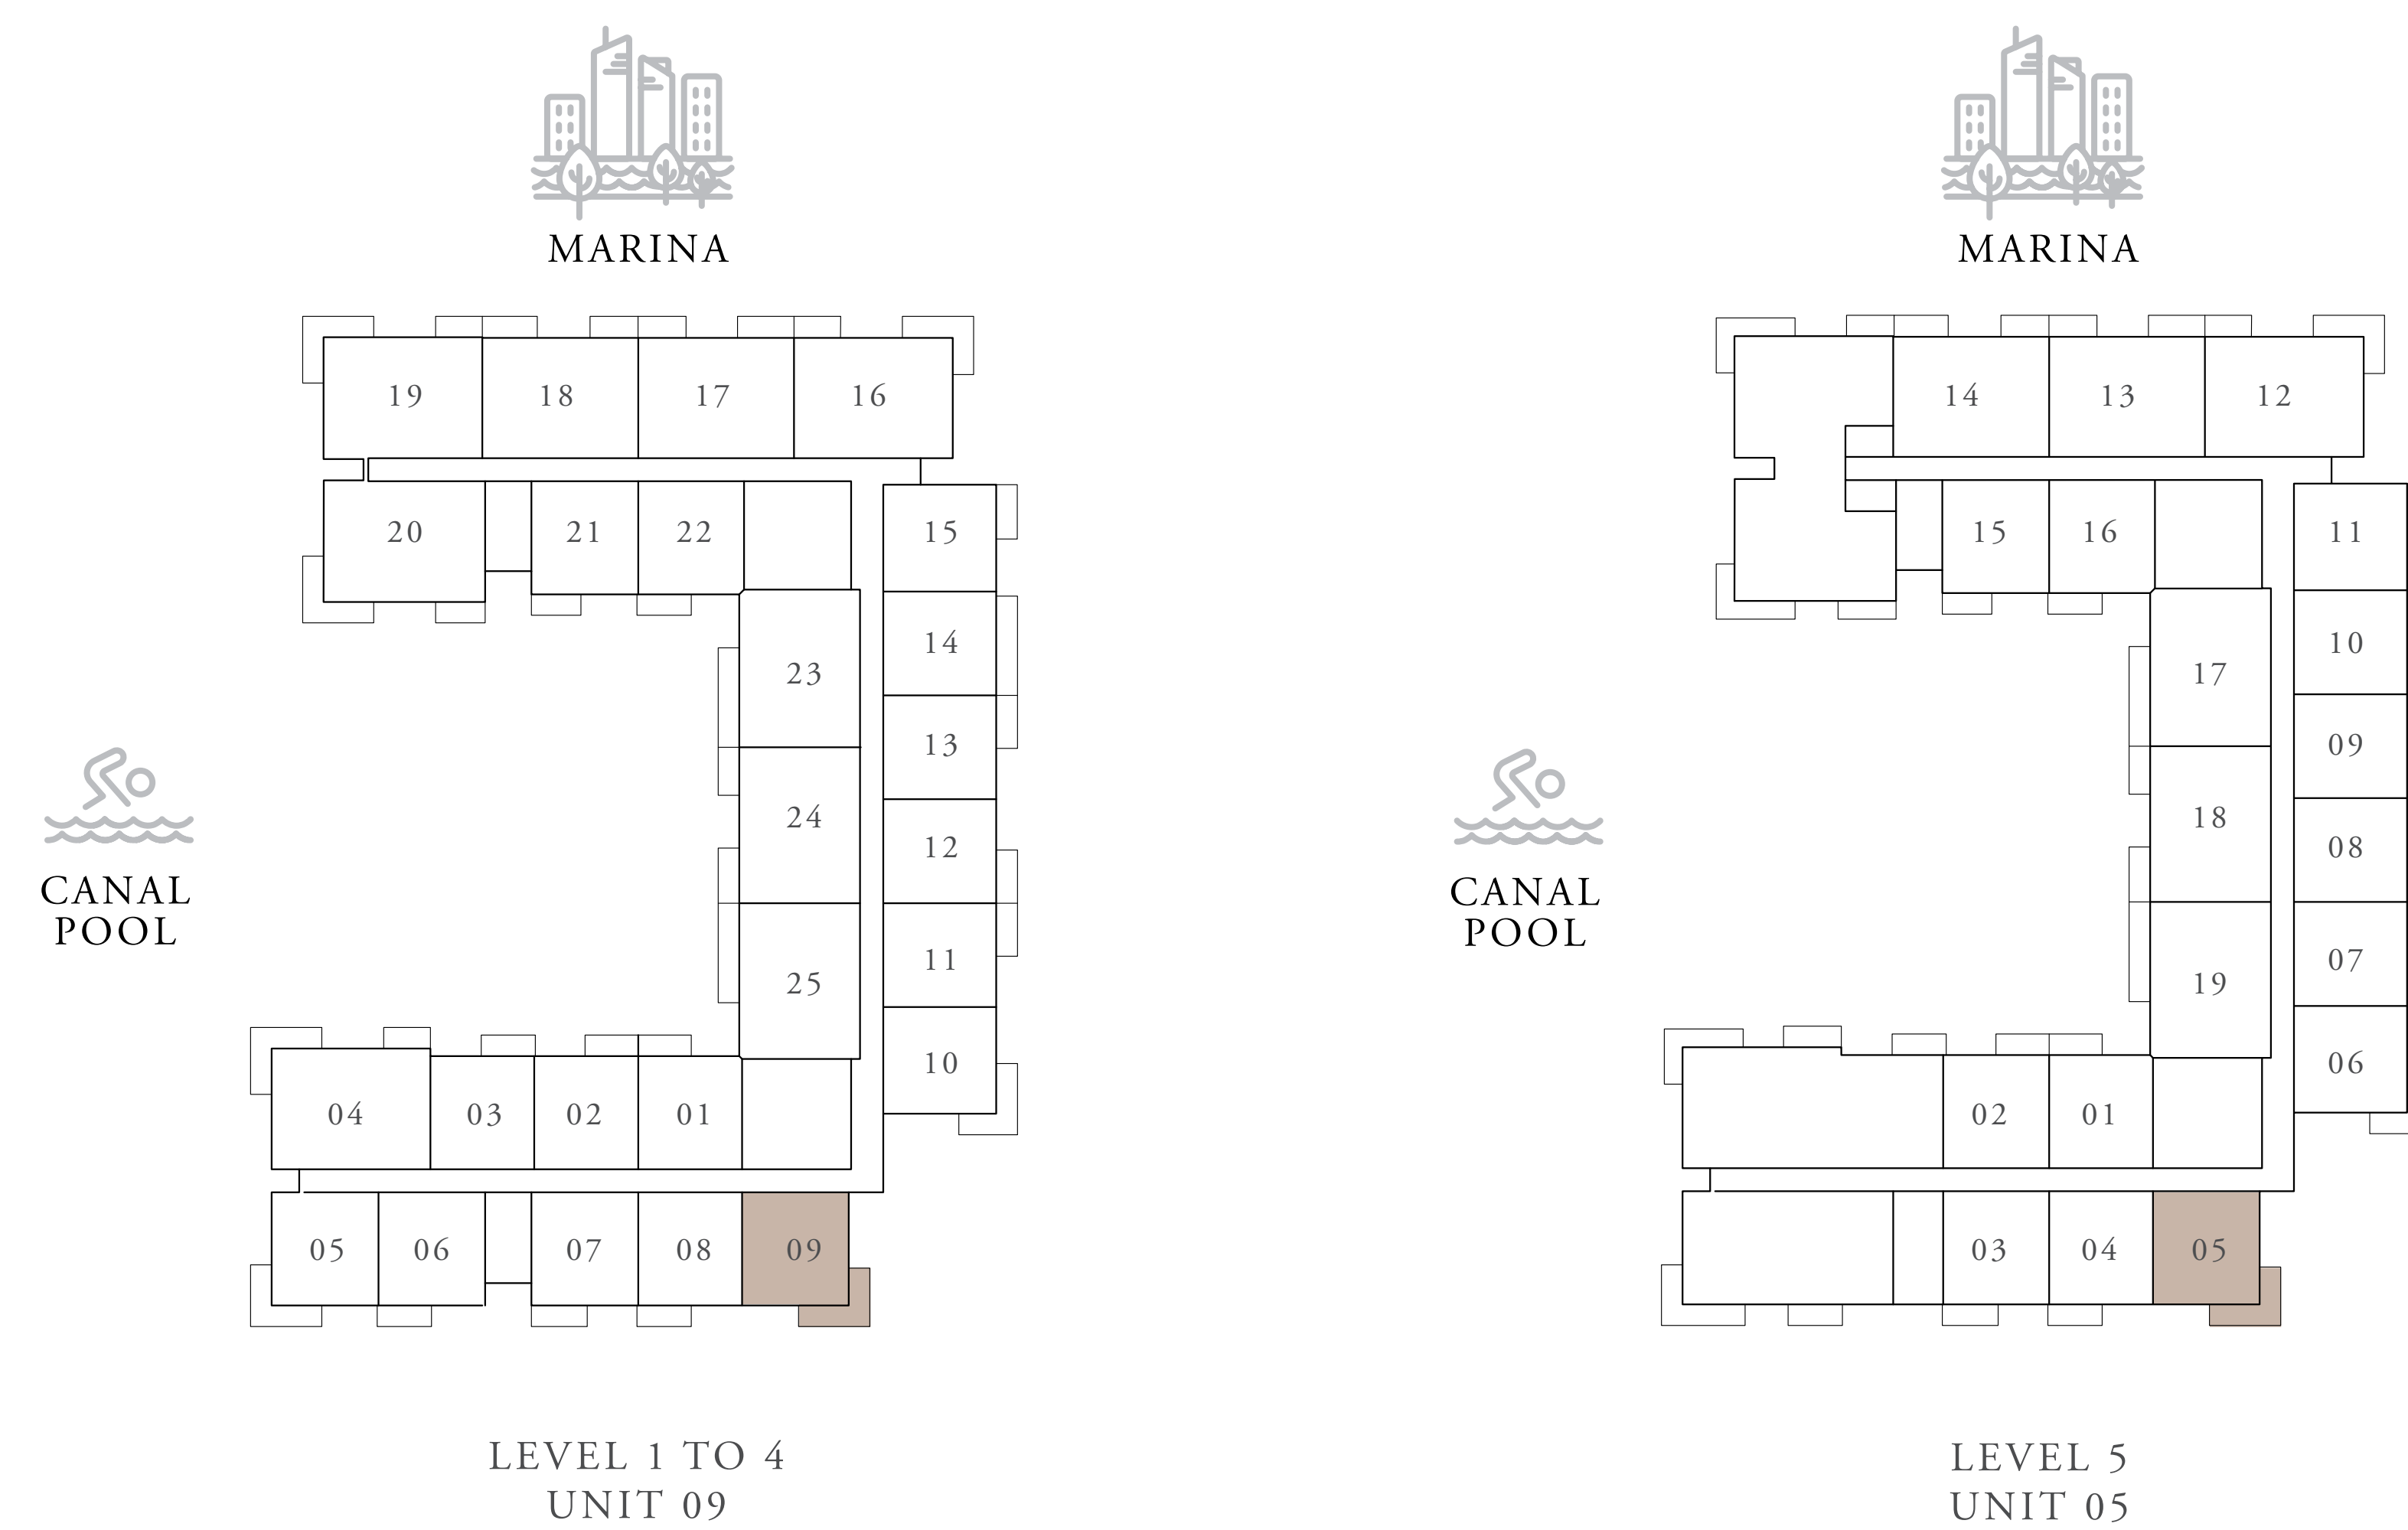 MARINA
19 18 17 16
20 21 22 15
14
23
13
24 12
CANAL
POOL
11
25
10
04 03 02 01
05 06 07 08 09
LEVEL 1 TO 4
UNIT 09
MARINA
14 13 12
15 16 11
10
17
09
18 08
CANAL
POOL
07
19
06
02 01
03 04 05
LEVEL 5
UNIT 05